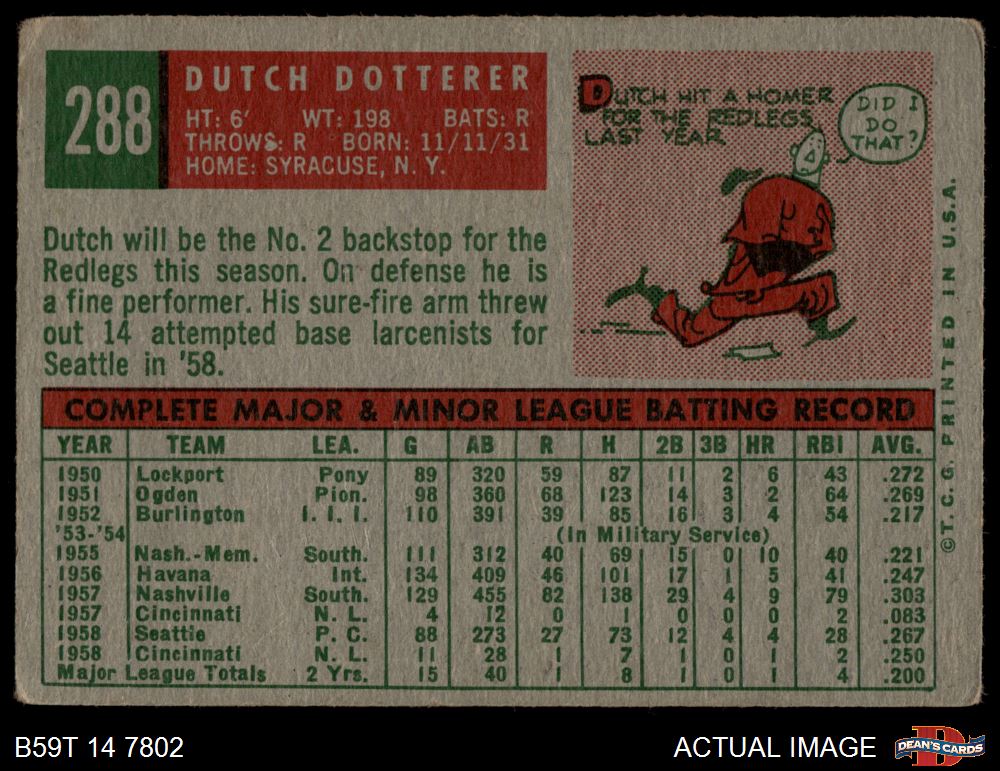 288
DUTCH DOTTERER
HT: 6' WT: 198 BATS: R
THROWS: R BORN: 11/11/31
HOME: SYRACUSE, N. Y.
DUTCH HIT A HOMER
FOR THE REDLEGS
LAST YEAR
DID I
DO
THAT?
Dutch will be the No. 2 backstop for the
Redlegs this season. On defense he is
a fine performer. His sure-fire arm threw
out 14 attempted base larcenists for
Seattle in '58.
COMPLETE MAJOR & MINOR LEAGUE BATTING RECORD
YEAR TEAM LEA. G AB R H 2B 3B HR RBI AVG.
1950 Lockport Pony 89 320 59 87 11 2 6 43 .272
1951 Ogden Pion. 98 360 68 123 14 3 2 64 .269
1952 Burlington I. I. I. 110 391 39 85 16 3 4 54 .217
'53-'54 (In Military Service)
1955 Nash.-Mem. South. 111 312 40 69 15 0 10 40 .221
1956 Havana Int. 134 409 46 101 17 1 5 41 .247
1957 Nashville South. 129 455 82 138 29 4 9 79 .303
1957 Cincinnati N. L. 4 12 0 1 0 0 0 2 .083
1958 Seattle P. C. 88 273 27 73 12 4 4 28 .267
1958 Cincinnati N. L. 11 28 1 7 1 0 1 2 .250
Major League Totals 2 Yrs. 15 40 1 8 1 0 1 4 .200
©T. C. G. PRINTED IN U.S.A.
B59T 14 7802
ACTUAL IMAGE
DEAN'S CARDS